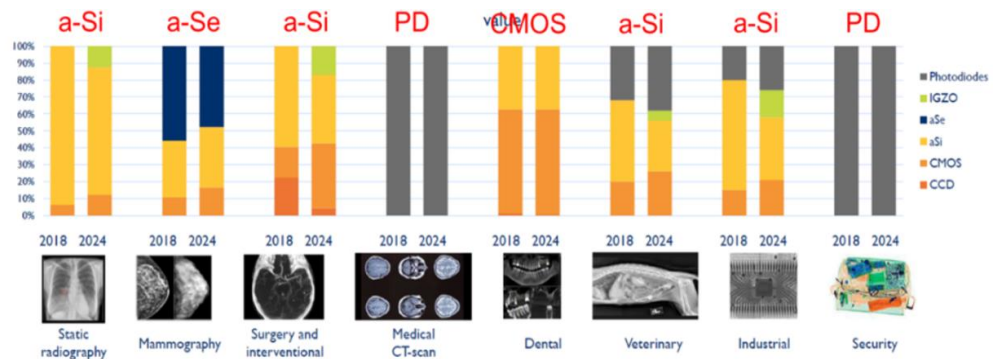 a-Si a-Se a-Si PD CMOS a-Si a-Si PD
value
100%
90%
80%
70%
60%
50%
40%
30%
20%
10%
0%
Photodiodes
IGZO
aSe
aSi
CMOS
CCD
2018 2024 2018 2024 2018 2024 2018 2024 2018 2024 2018 2024 2018 2024 2018 2024
Static
radiography
Mammography
Surgery and
interventional
Medical
CT-scan
Dental
Veterinary
Industrial
Security